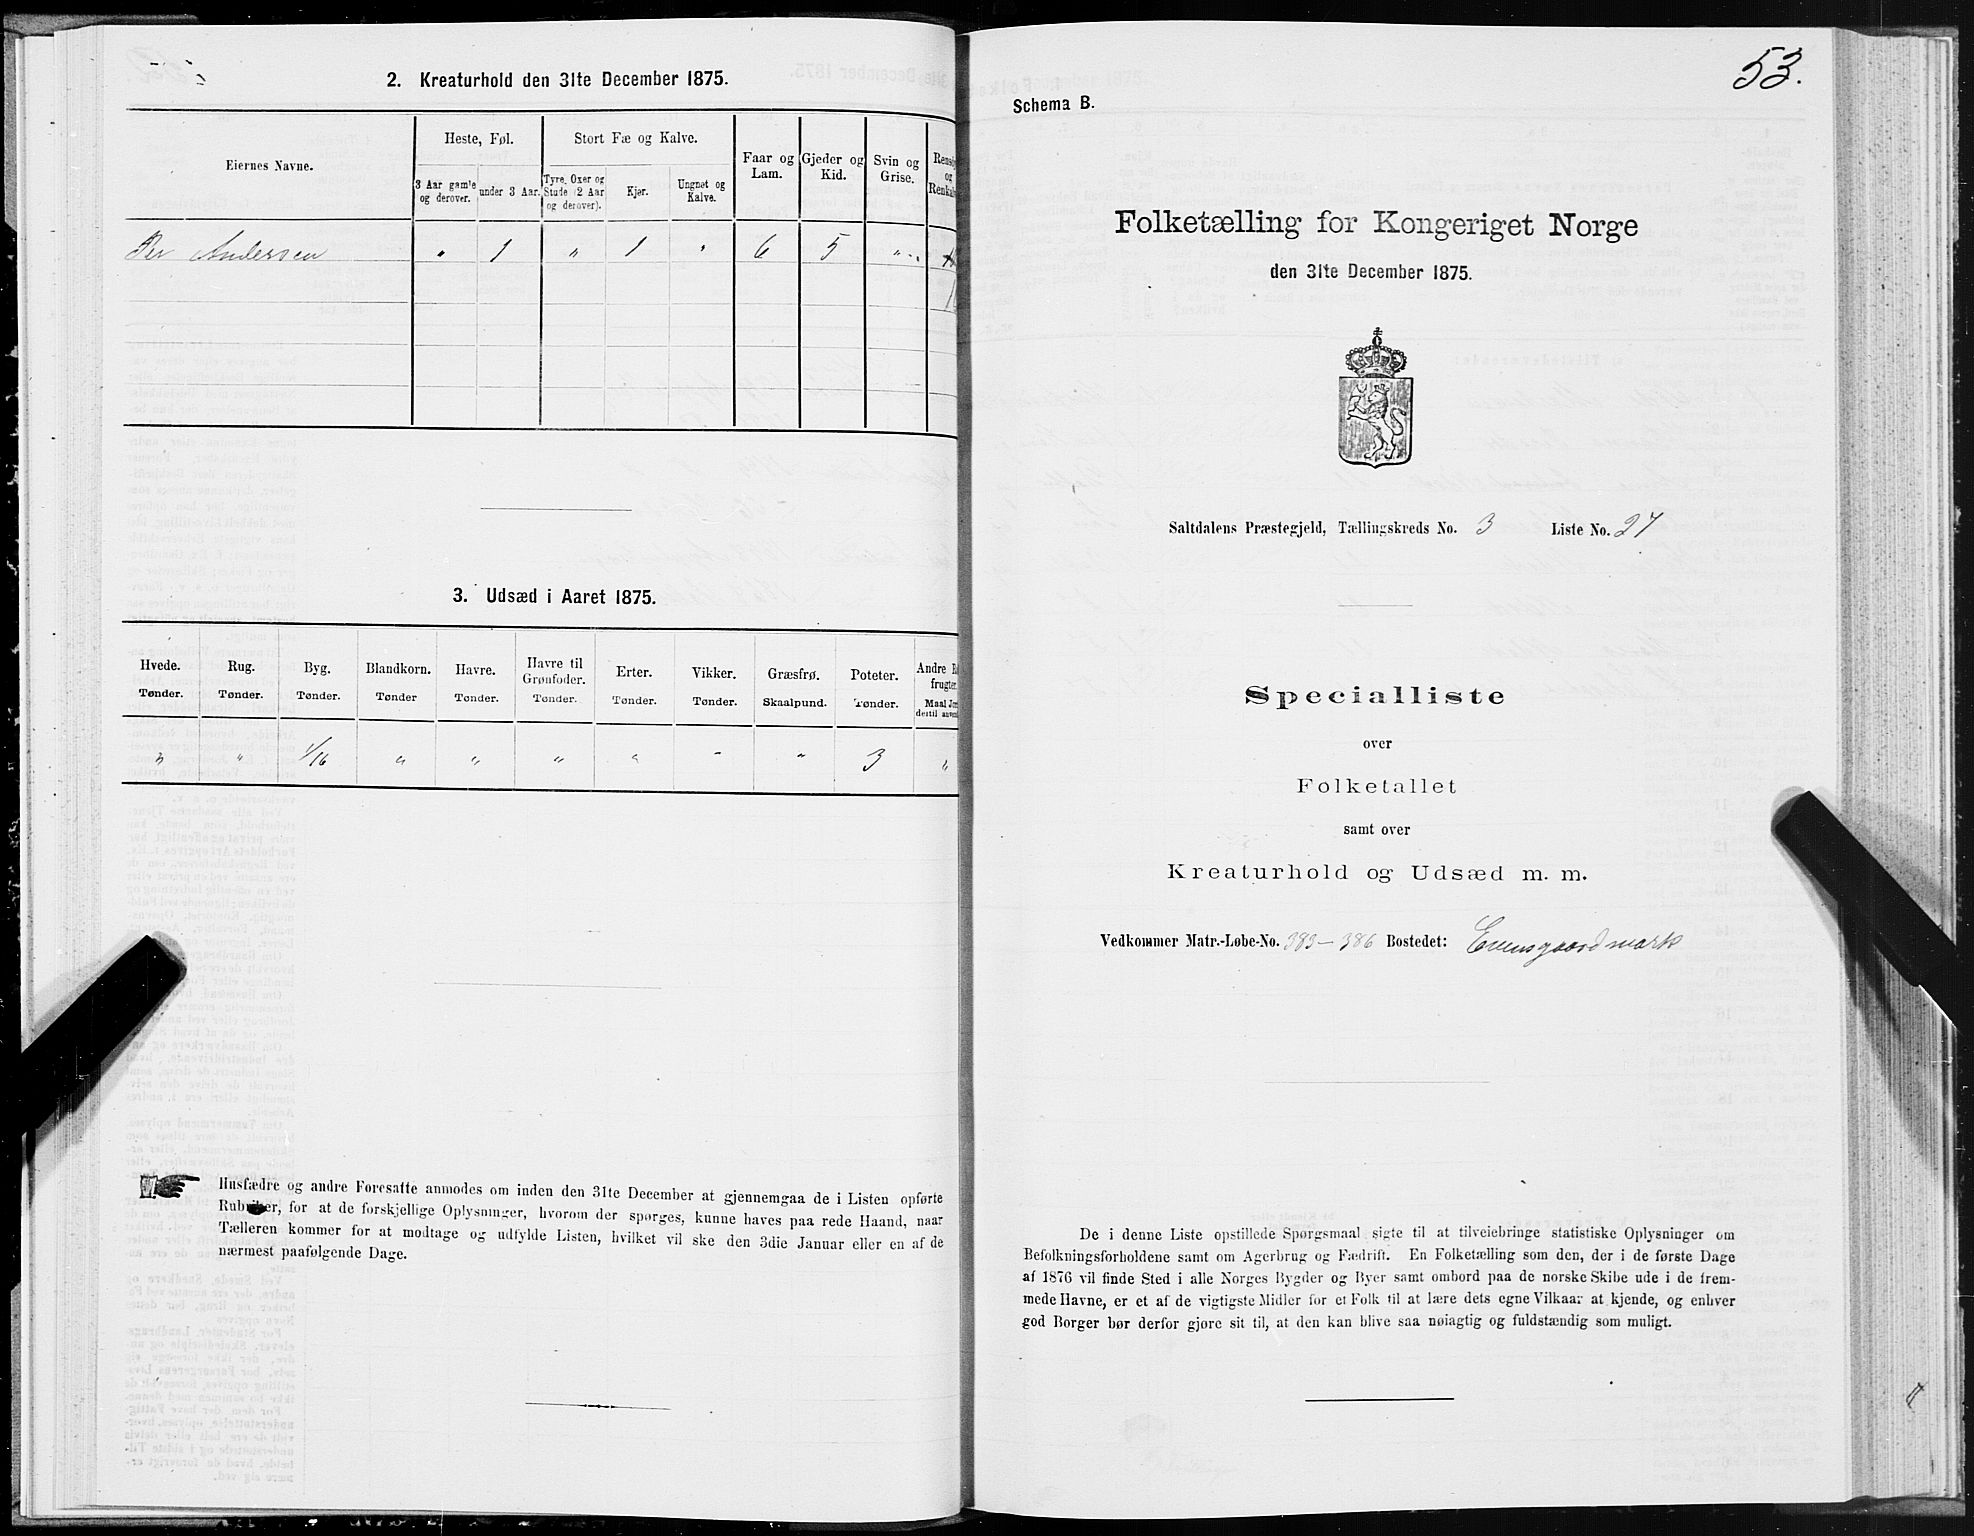 2. Kreaturhold den 31te December 1875.
Eiernes Navne.
Heste, Føl.
Stort Fæ og Kalve.
Faar og Lam.
Gjeder og Kid.
Svin og Grise.
3 Aar gamle og derover.
under 3 Aar.
Tyre, Oxer og Stude (2 Aar og derover).
Kjør.
Ungnøt og Kalve.
Per Andersen " 1 " 1 " 6 5 "
3. Udsæd i Aaret 1875.
Hvede. Rug. Byg. Blandkorn. Havre. Havre til Grønfoder. Erter. Vikker. Græsfrø. Poteter. Andre
Tønder. Tønder. Tønder. Tønder Tønder. Tønder. Tønder. Tønder. Skaalpund. Tønder.
" " 1/16 " " " " " " 3 "
Husfædre og andre Foresatte anmodes om inden den 31te December at gjennemgaa de i Listen opførte
Rubriker, for at de forskjellige Oplysninger, hvorom der spørges, kunne haves paa rede Haand, naar
Tælleren kommer for at modtage og udfylde Listen, hvilket vil ske den 3die Januar eller en af de
nærmest paafølgende Dage.
53.
Schema B.
Folketælling for Kongeriget Norge
den 31te December 1875.
Saltdalens Præstegjeld, Tællingskreds No. 3 Liste No. 27
Specialliste
over
Folketallet
samt over
Kreaturhold og Udsæd m. m.
Vedkommer Matr.-Løbe-No. 383-386 Bostedet: Evensgaardmark
De i denne Liste opstillede Spørgsmaal sigte til at tilveiebringe statistiske Oplysninger om
Befolkningsforholdene samt om Agerbrug og Fædrift. En Folketælling som den, der i de første Dage
af 1876 vil finde Sted i alle Norges Bygder og Byer samt ombord paa de norske Skibe ude i de frem-
mede Havne, er et af de vigtigste Midler for et Folk til at lære dets egne Vilkaar at kjende, og enhver
god Borger bør derfor gjøre sit til, at den kan blive saa nøiagtig og fuldstændig som muligt.